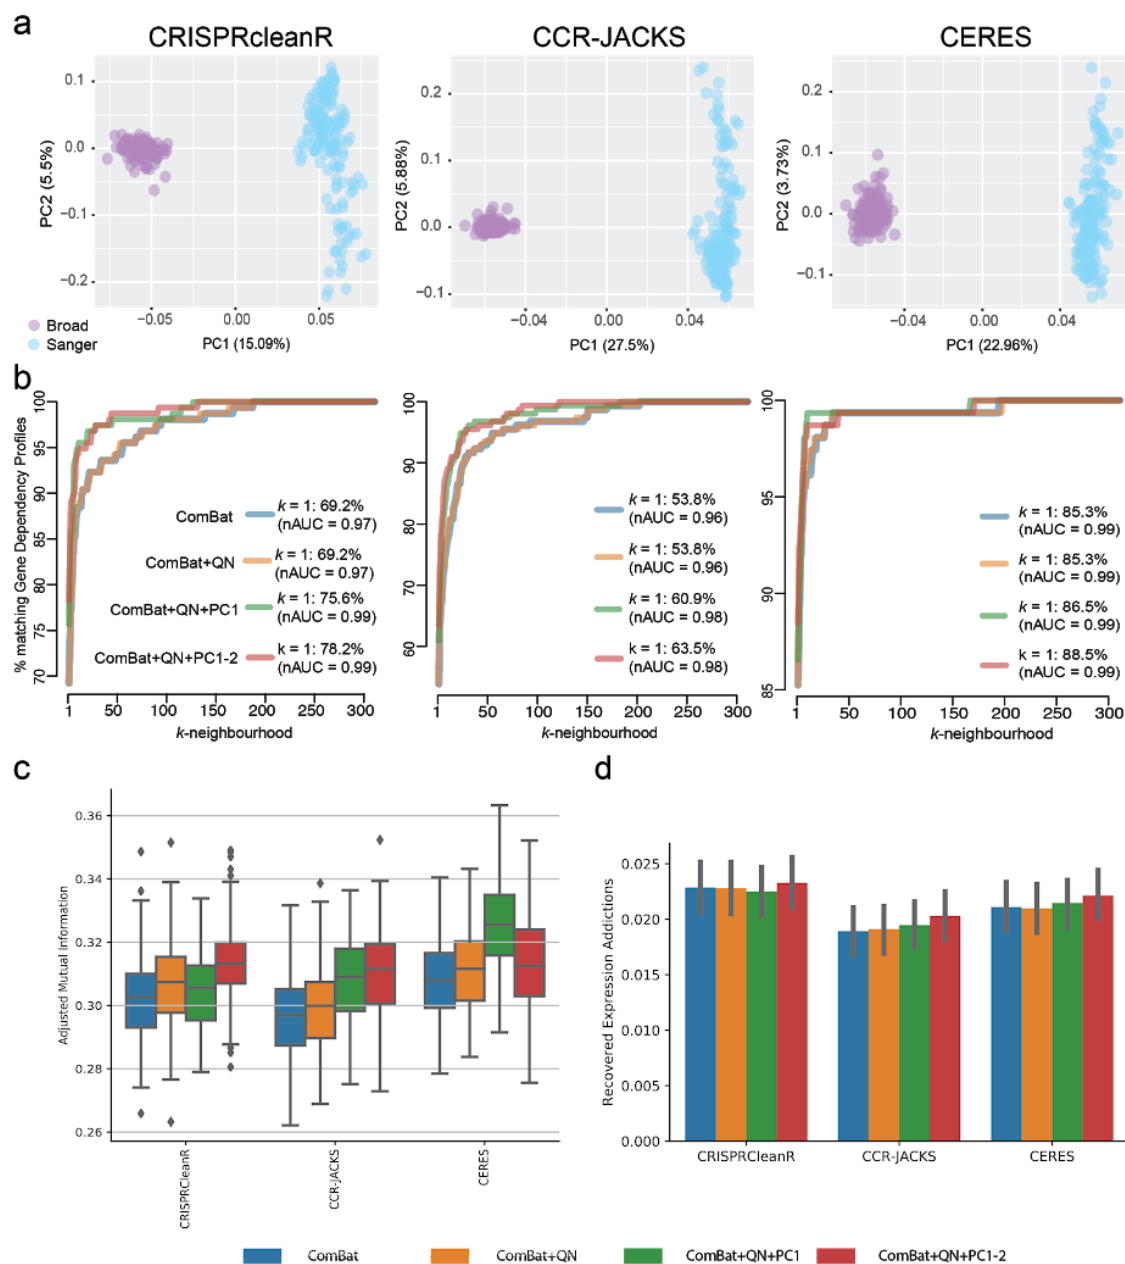 a
CRISPRcleanR
CCR-JACKS
CERES
PC2 (5.5%)
0.1
0.0
−0.1
−0.2
−0.05
0.00
0.05
PC1 (15.09%)
Broad
Sanger
PC2 (5.88%)
0.2
0.1
0.0
−0.1
−0.04
0.00
0.04
PC1 (27.5%)
PC2 (3.73%)
0.2
0.1
0.0
−0.1
−0.04
0.00
0.04
PC1 (22.96%)
b
% matching Gene Dependency Profiles
100
95
90
85
80
75
70
ComBat
k = 1: 69.2%
(nAUC = 0.97)
ComBat+QN
k = 1: 69.2%
(nAUC = 0.97)
ComBat+QN+PC1
k = 1: 75.6%
(nAUC = 0.99)
ComBat+QN+PC1-2
k = 1: 78.2%
(nAUC = 0.99)
1 50 100 150 200 250 300
k-neighbourhood
100
90
80
70
60
k = 1: 53.8%
(nAUC = 0.96)
k = 1: 53.8%
(nAUC = 0.96)
k = 1: 60.9%
(nAUC = 0.98)
k = 1: 63.5%
(nAUC = 0.98)
1 50 100 150 200 250 300
k-neighbourhood
100
95
90
85
k = 1: 85.3%
(nAUC = 0.99)
k = 1: 85.3%
(nAUC = 0.99)
k = 1: 86.5%
(nAUC = 0.99)
k = 1: 88.5%
(nAUC = 0.99)
1 50 100 150 200 250 300
k-neighbourhood
c
Adjusted Mutual Information
0.36
0.34
0.32
0.30
0.28
0.26
CRISPRCleanR
CCR-JACKS
CERES
d
Recovered Expression Addictions
0.025
0.020
0.015
0.010
0.005
0.000
CRISPRCleanR
CCR-JACKS
CERES
ComBat
ComBat+QN
ComBat+QN+PC1
ComBat+QN+PC1-2